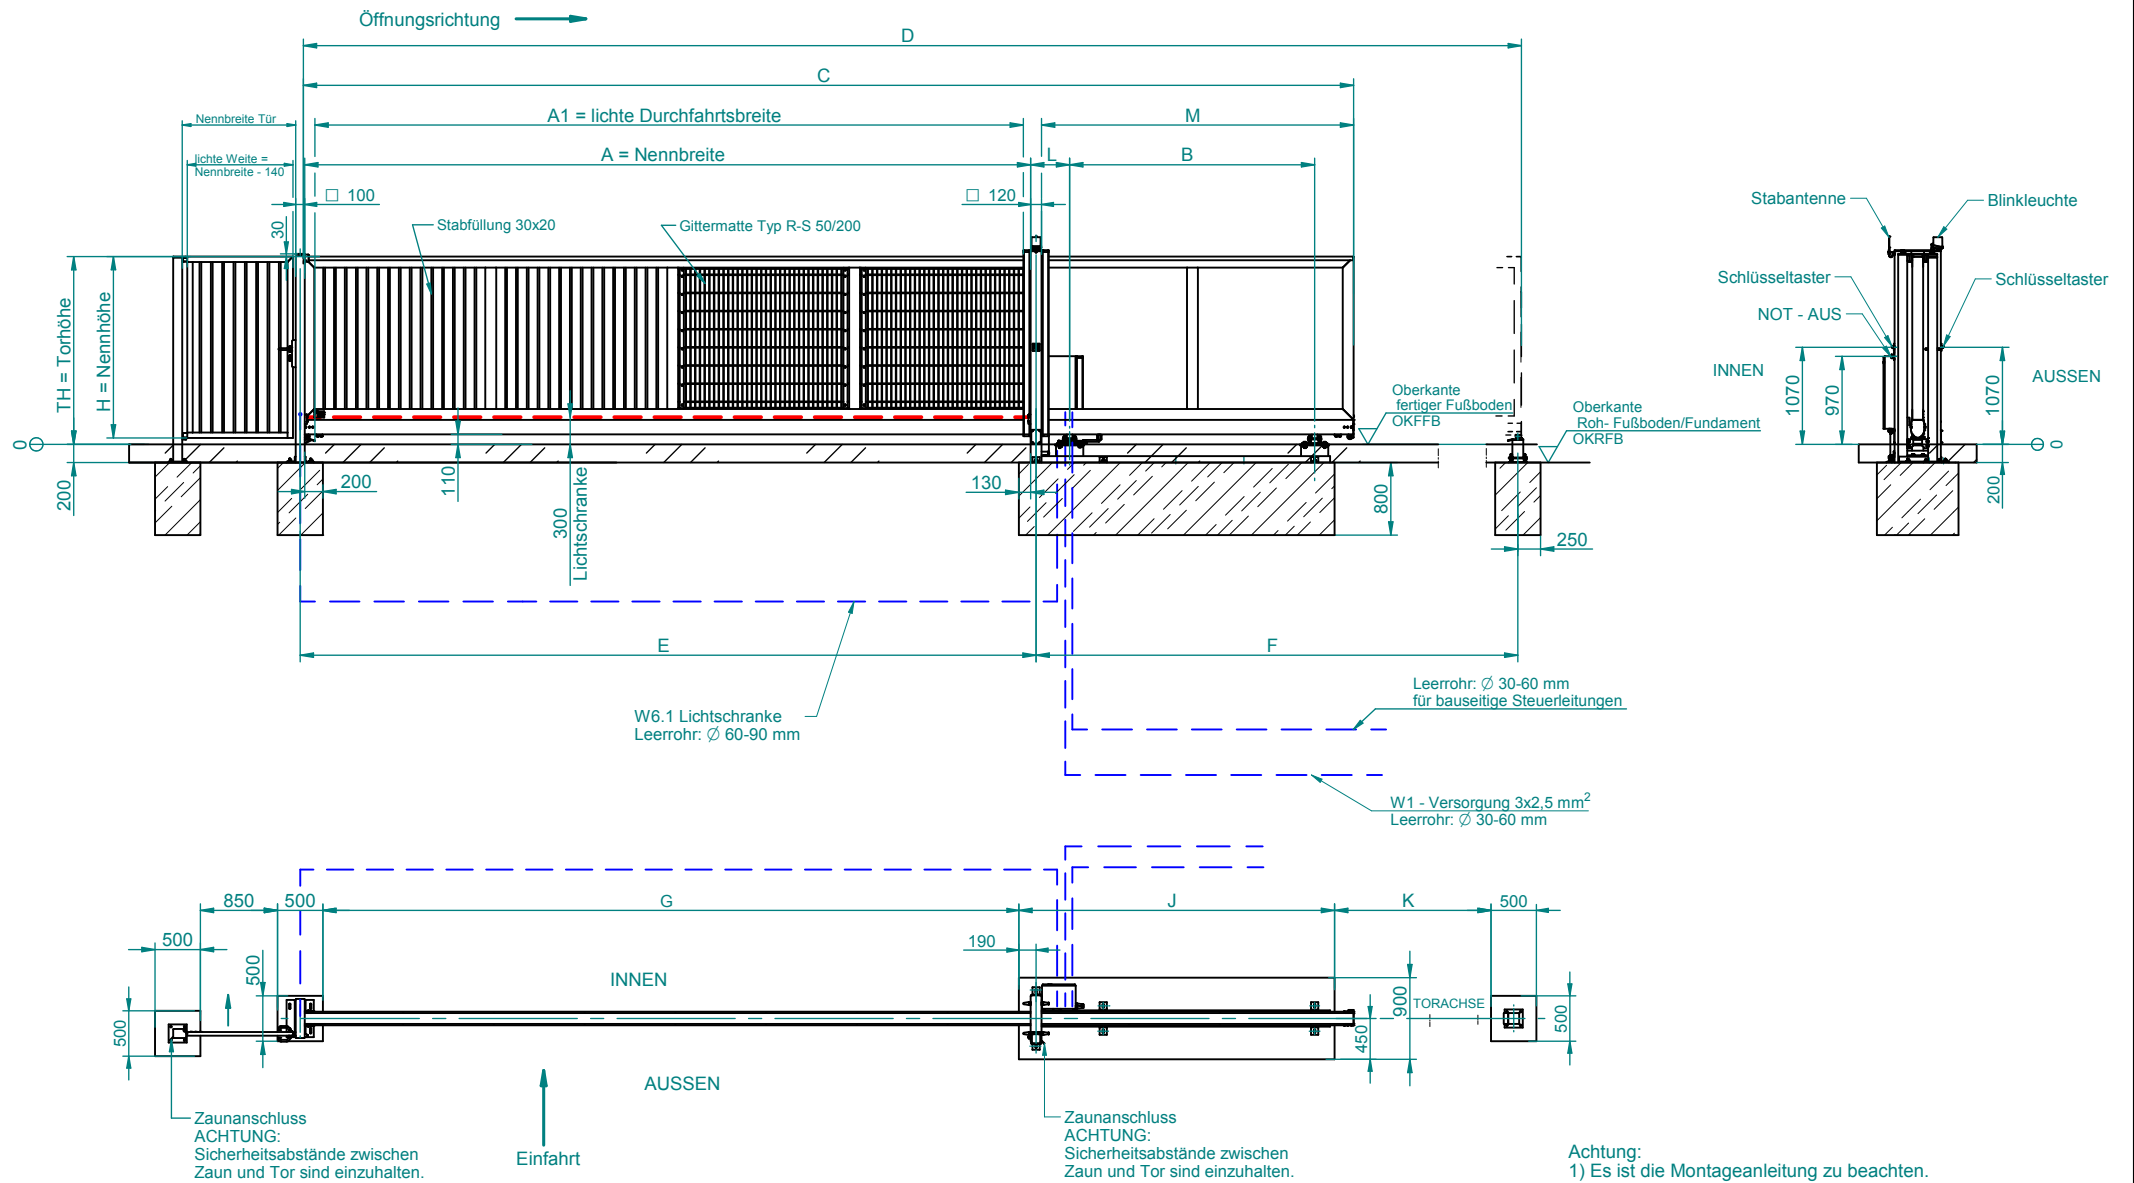 Öffnungsrichtung
D
C
Nennbreite Tür
A1 = lichte Durchfahrtsbreite
M
lichte Weite =
Nennbreite - 140
A = Nennbreite
L
B
□ 100
□ 120
30
Stabfüllung 30x20
Gittermatte Typ R-S 50/200
Stabantenne
Blinkleuchte
Schlüsseltaster
Schlüsseltaster
NOT - AUS
INNEN
AUSSEN
1070
970
1070
TH = Torhöhe
H = Nennhöhe
Oberkante
fertiger Fußboden
OKFFB
Oberkante
Roh- Fußboden/Fundament
OKRFB
0
0
200
200
110
300
Lichtschranke
130
800
250
200
E
F
W6.1 Lichtschranke
Leerrohr: Ø 60-90 mm
Leerrohr: Ø 30-60 mm
für bauseitige Steuerleitungen
W1 - Versorgung 3x2,5 mm²
Leerrohr: Ø 30-60 mm
850
500
G
J
K
500
500
190
500
500
INNEN
900
450
TORACHSE
500
AUSSEN
Zaunanschluss
ACHTUNG:
Sicherheitsabstände zwischen
Zaun und Tor sind einzuhalten.
Einfahrt
Zaunanschluss
ACHTUNG:
Sicherheitsabstände zwischen
Zaun und Tor sind einzuhalten.
Achtung:
1) Es ist die Montageanleitung zu beachten.